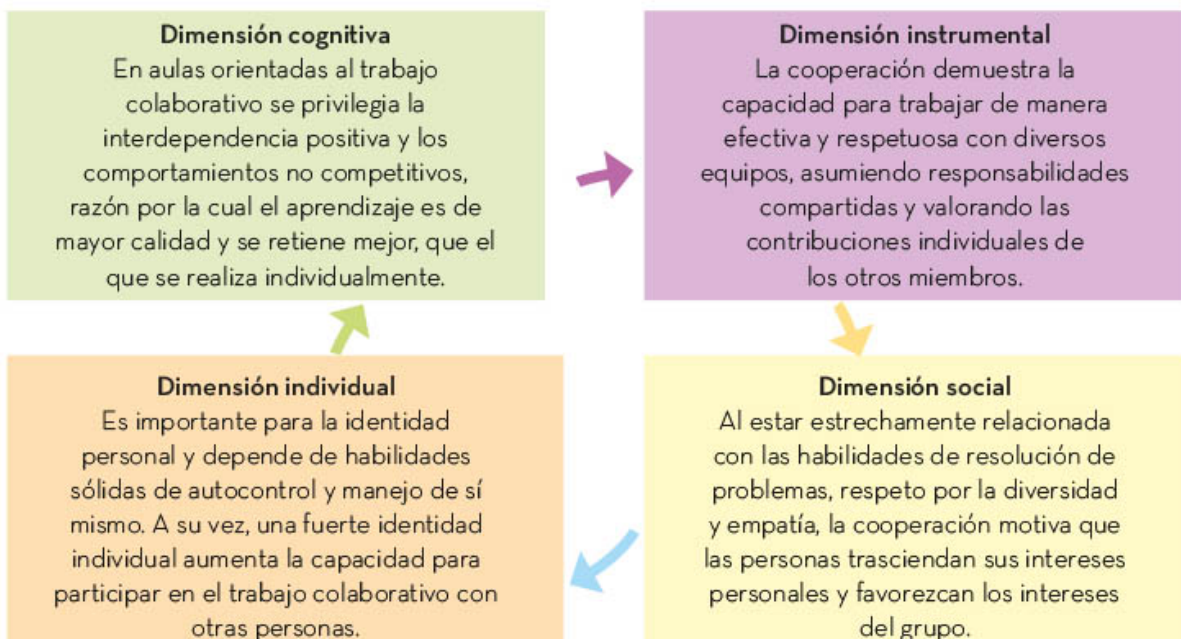 Dimensión cognitiva
En aulas orientadas al trabajo
colaborativo se privilegia la
interdependencia positiva y los
comportamientos no competitivos,
razón por la cual el aprendizaje es de
mayor calidad y se retiene mejor, que el
que se realiza individualmente.
Dimensión instrumental
La cooperación demuestra la
capacidad para trabajar de manera
efectiva y respetuosa con diversos
equipos, asumiendo responsabilidades
compartidas y valorando las
contribuciones individuales de
los otros miembros.
Dimensión individual
Es importante para la identidad
personal y depende de habilidades
sólidas de autocontrol y manejo de sí
mismo. A su vez, una fuerte identidad
individual aumenta la capacidad para
participar en el trabajo colaborativo con
otras personas.
Dimensión social
Al estar estrechamente relacionada
con las habilidades de resolución de
problemas, respeto por la diversidad
y empatía, la cooperación motiva que
las personas trasciendan sus intereses
personales y favorezcan los intereses
del grupo.